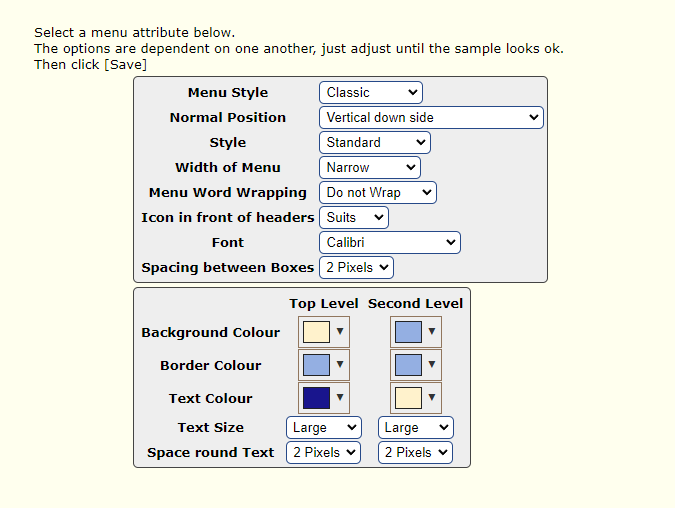 Select a menu attribute below.
The options are dependent on one another, just adjust until the sample looks ok.
Then click [Save]
Menu Style Classic
Normal Position Vertical down side
Style Standard
Width of Menu Narrow
Menu Word Wrapping Do not Wrap
Icon in front of headers Suits
Font Calibri
Spacing between Boxes 2 Pixels
Top Level Second Level
Background Colour
Border Colour
Text Colour
Text Size Large Large
Space round Text 2 Pixels 2 Pixels